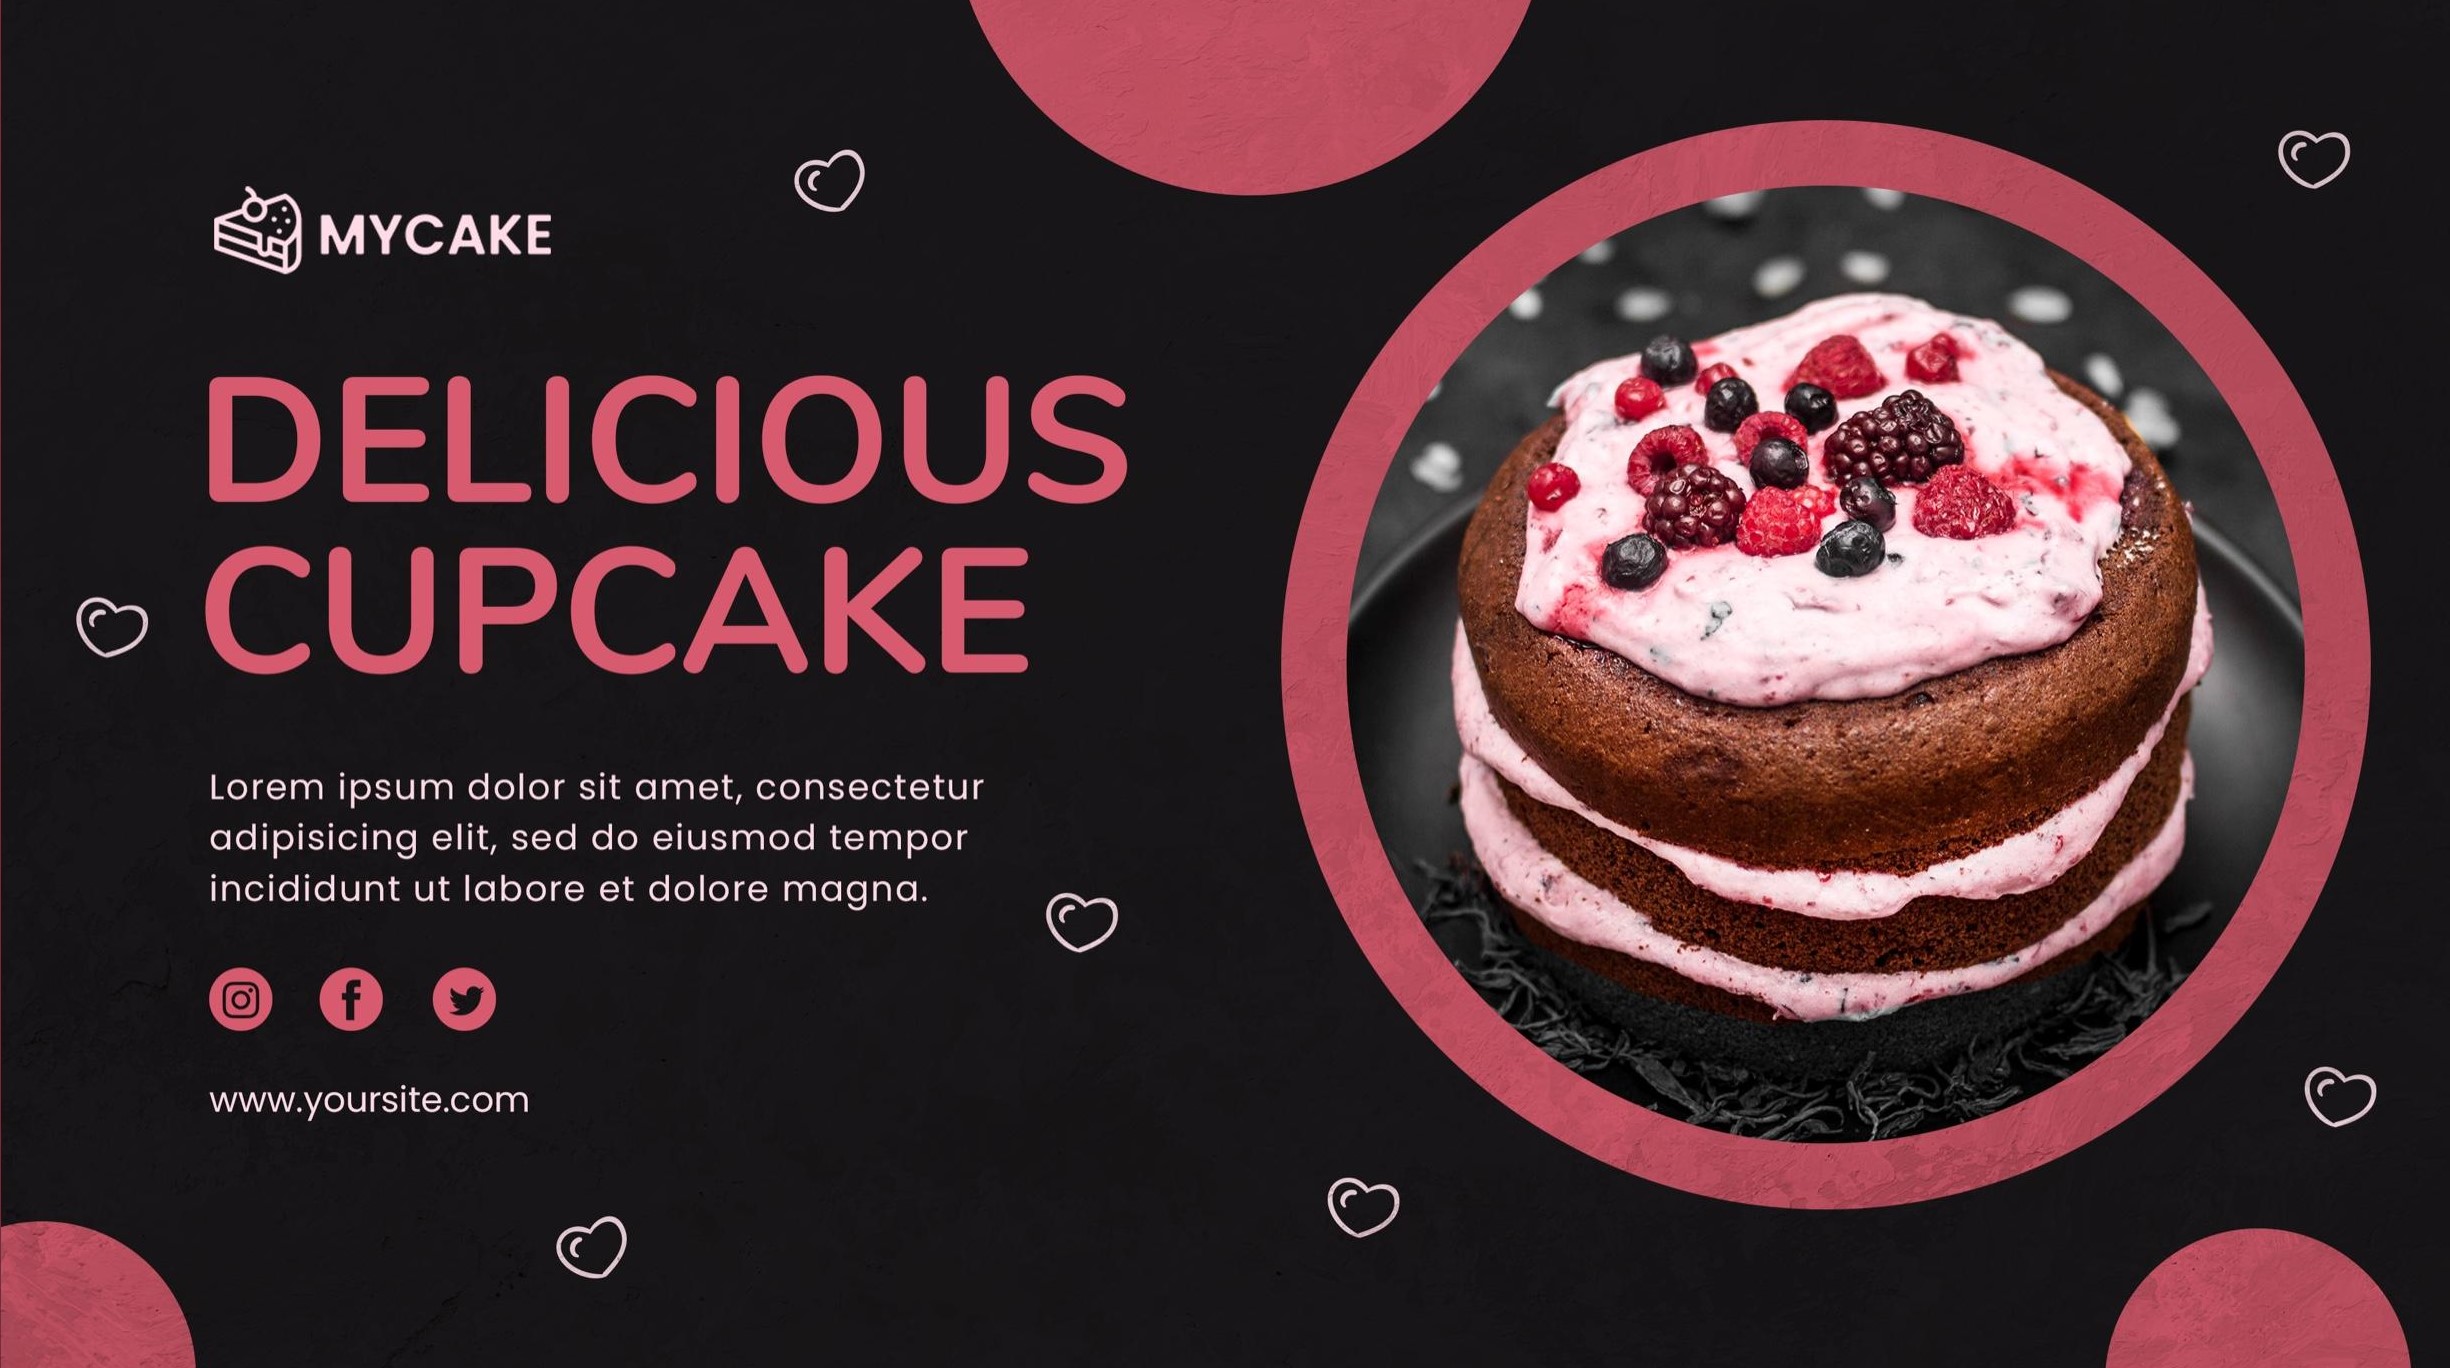 MYCAKE
DELICIOUS
CUPCAKE
Lorem ipsum dolor sit amet, consectetur
adipisicing elit, sed do eiusmod tempor
incididunt ut labore et dolore magna.
www.yoursite.com